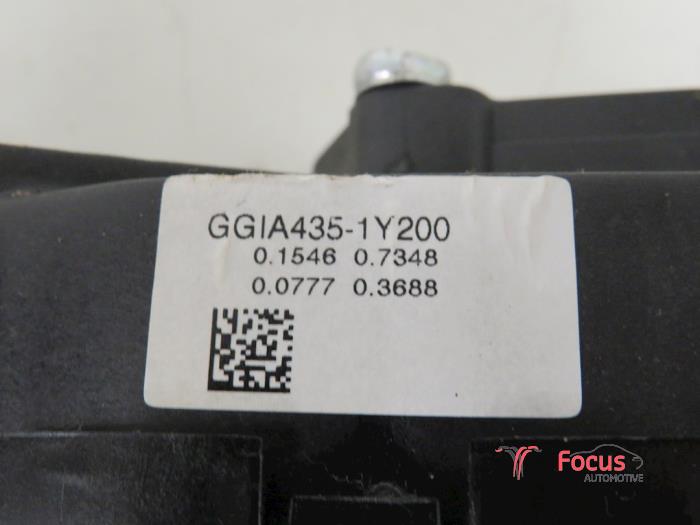 GGIA435-1Y200
0.1546 0.7348
0.0777 0.3688
Focus
AUTOMOTIVE